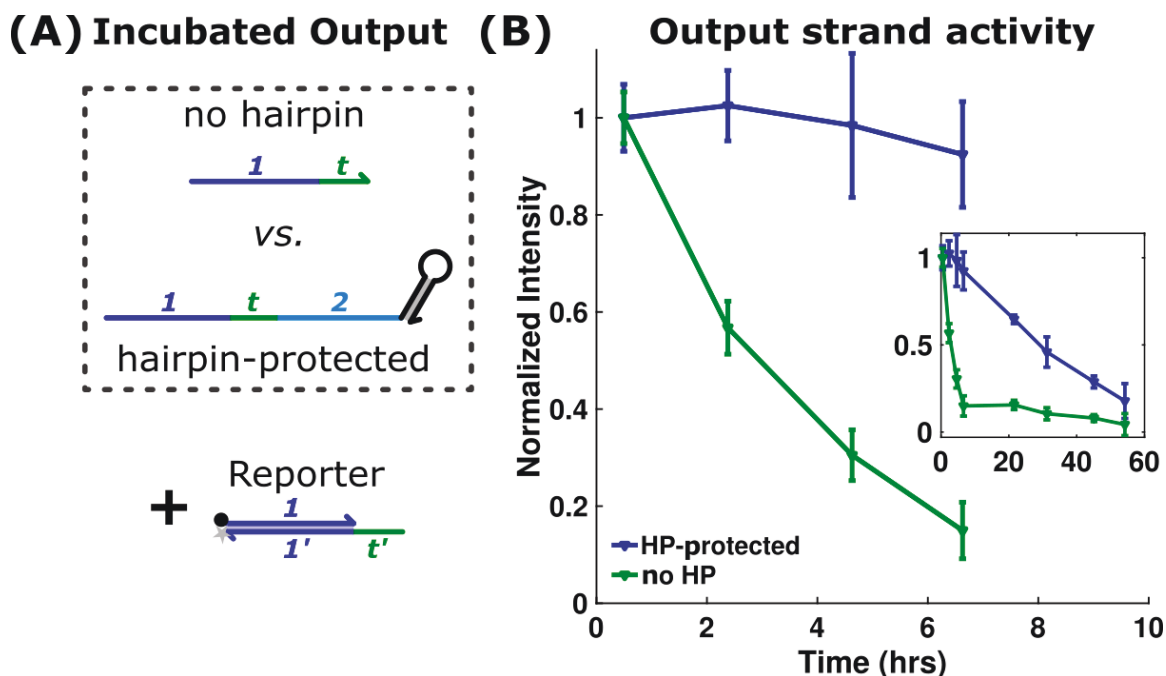 (A) Incubated Output
no hairpin
1 t
vs.
1 t 2
hairpin-protected
+
Reporter
1
1' t'
(B) Output strand activity
Normalized Intensity
1
0.8
0.6
0.4
0.2
0
0 2 4 6 8 10
Time (hrs)
HP-protected
no HP
1
0.5
0
0 20 40 60